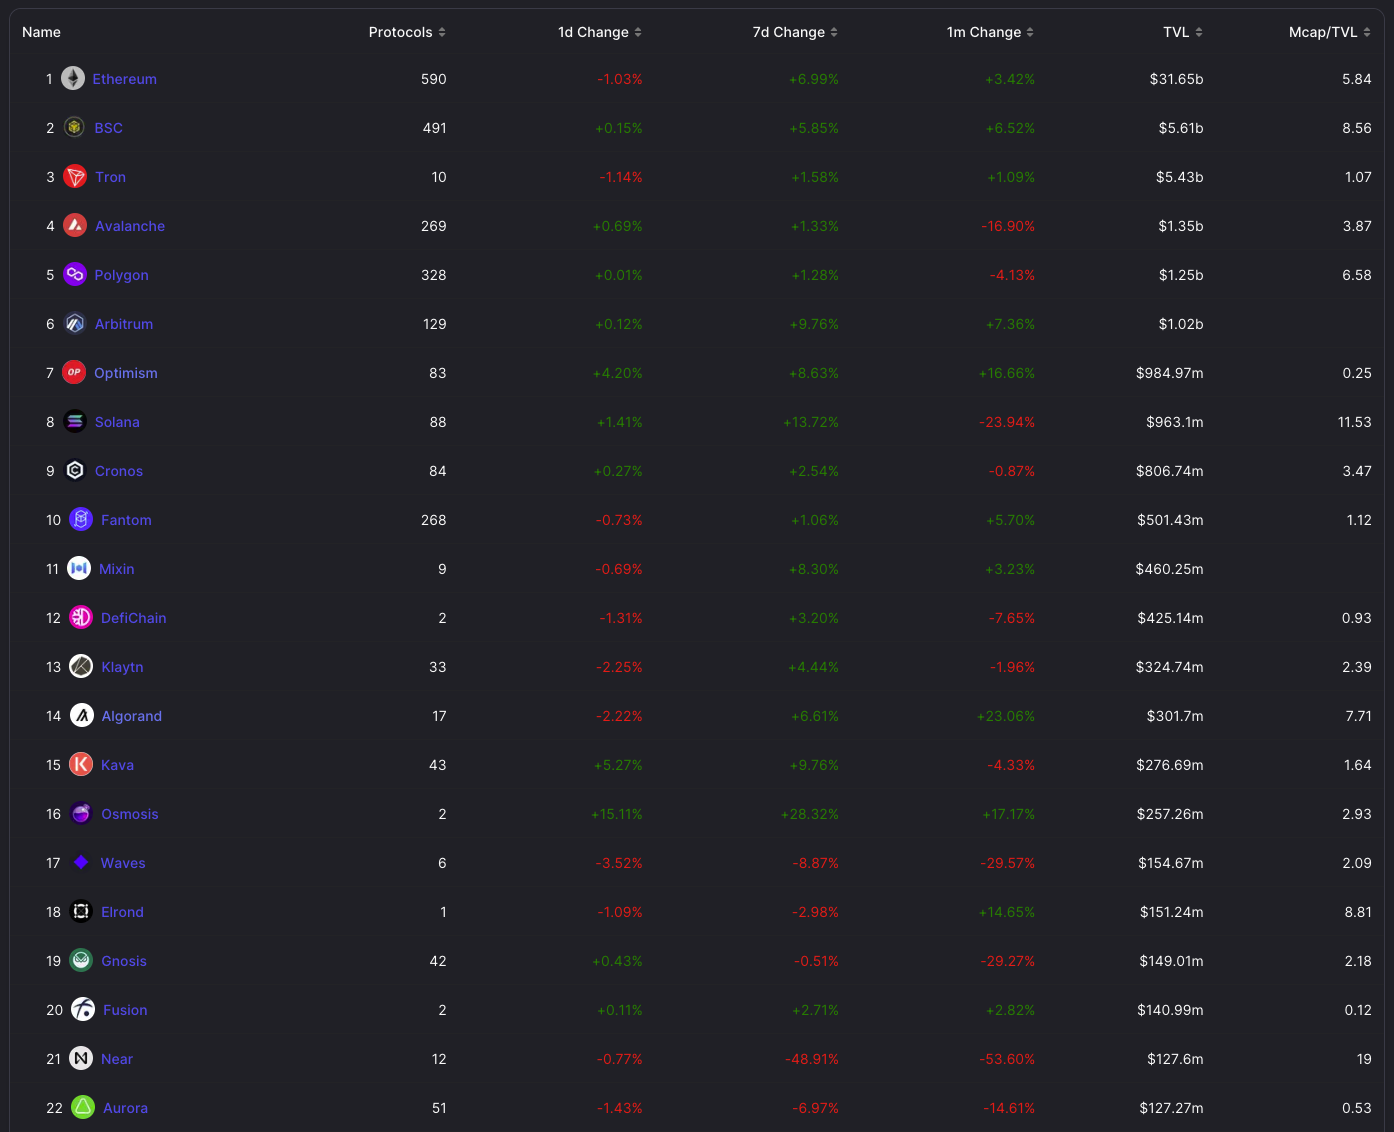 Name Protocols 1d Change 7d Change 1m Change TVL Mcap/TVL
1 Ethereum 590 -1.03% +6.99% +3.42% $31.65b 5.84
2 BSC 491 +0.15% +5.85% +6.52% $5.61b 8.56
3 Tron 10 -1.14% +1.58% +1.09% $5.43b 1.07
4 Avalanche 269 +0.69% +1.33% -16.90% $1.35b 3.87
5 Polygon 328 +0.01% +1.28% -4.13% $1.25b 6.58
6 Arbitrum 129 +0.12% +9.76% +7.36% $1.02b
7 OP Optimism 83 +4.20% +8.63% +16.66% $984.97m 0.25
8 Solana 88 +1.41% +13.72% -23.94% $963.1m 11.53
9 Cronos 84 +0.27% +2.54% -0.87% $806.74m 3.47
10 Fantom 268 -0.73% +1.06% +5.70% $501.43m 1.12
11 Mixin 9 -0.69% +8.30% +3.23% $460.25m
12 DefiChain 2 -1.31% +3.20% -7.65% $425.14m 0.93
13 Klaytn 33 -2.25% +4.44% -1.96% $324.74m 2.39
14 Algorand 17 -2.22% +6.61% +23.06% $301.7m 7.71
15 Kava 43 +5.27% +9.76% -4.33% $276.69m 1.64
16 Osmosis 2 +15.11% +28.32% +17.17% $257.26m 2.93
17 Waves 6 -3.52% -8.87% -29.57% $154.67m 2.09
18 Elrond 1 -1.09% -2.98% +14.65% $151.24m 8.81
19 Gnosis 42 +0.43% -0.51% -29.27% $149.01m 2.18
20 Fusion 2 +0.11% +2.71% +2.82% $140.99m 0.12
21 Near 12 -0.77% -48.91% -53.60% $127.6m 19
22 Aurora 51 -1.43% -6.97% -14.61% $127.27m 0.53